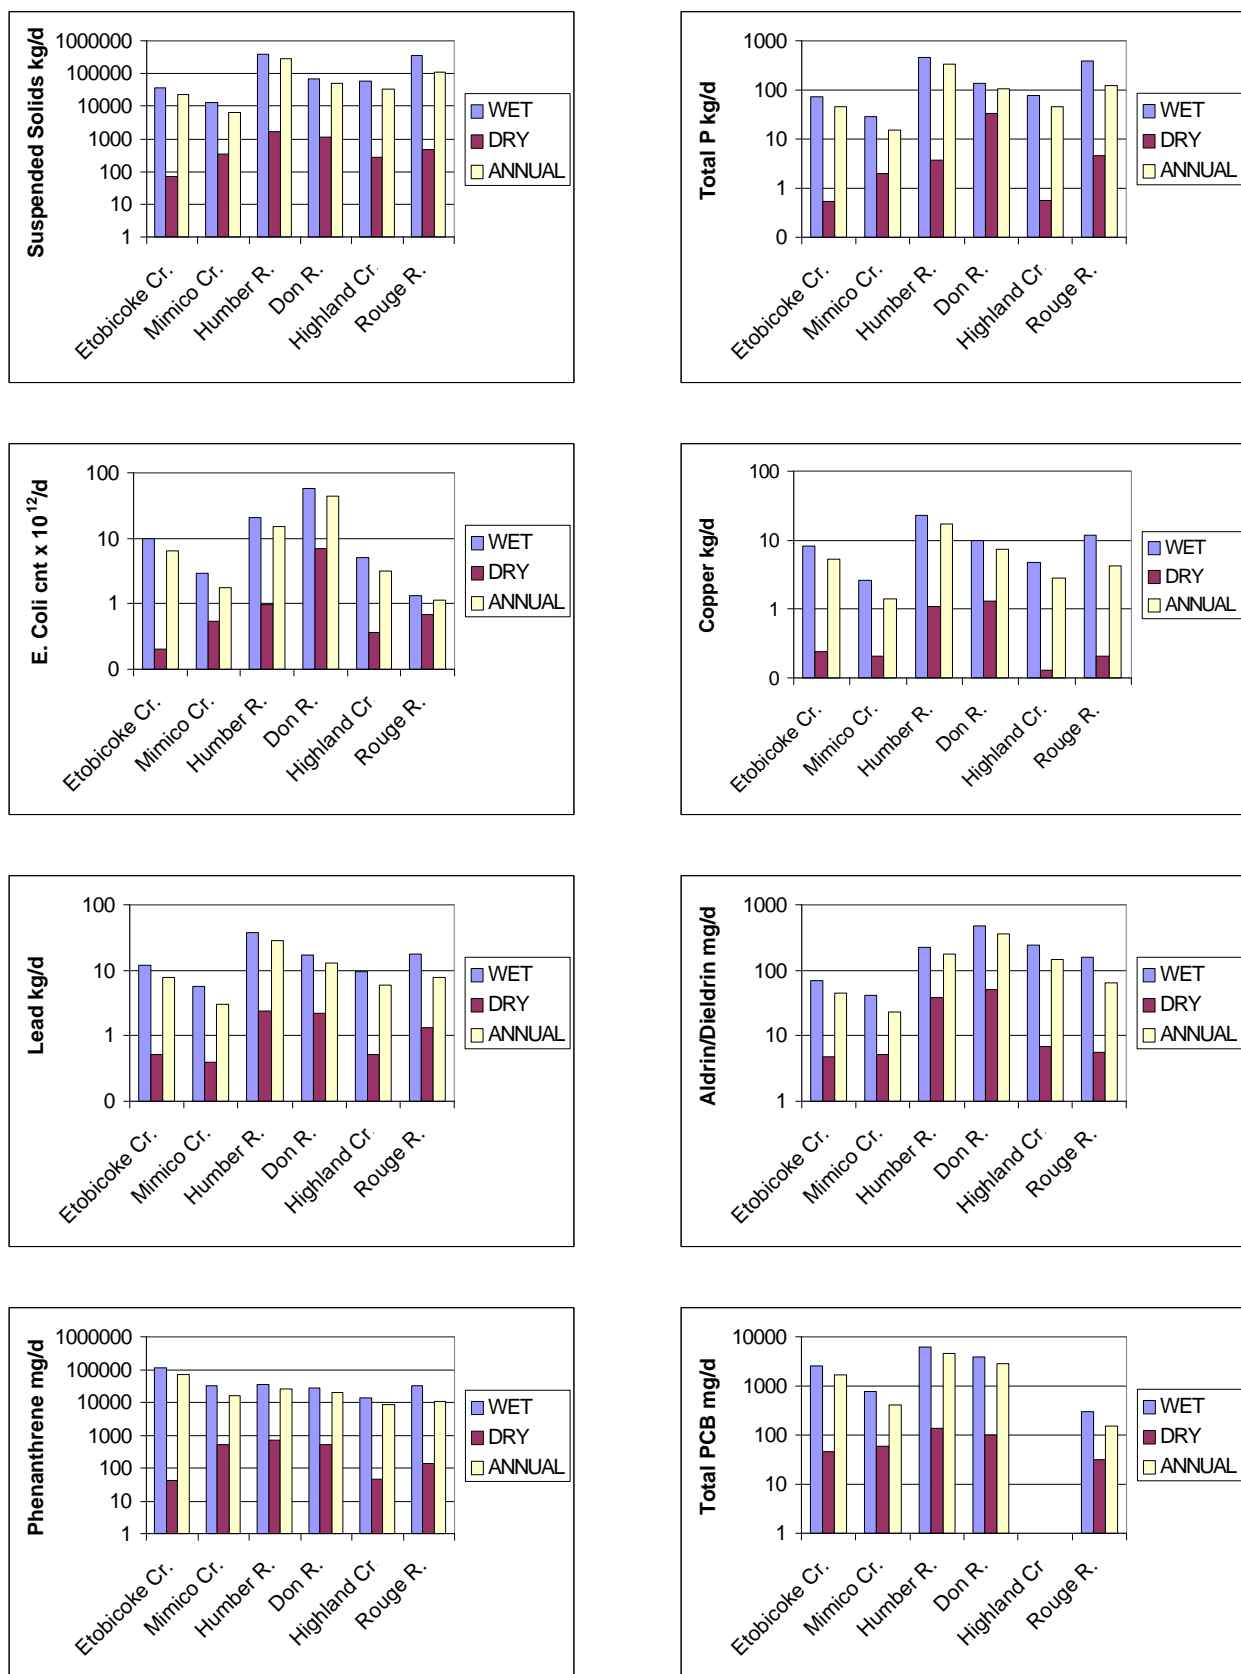 Suspended Solids kg/d
1000000
100000
10000
1000
100
10
1
Etobicoke Cr.
Mimico Cr.
Humber R.
Don R.
Highland Cr
Rouge R.
WET
DRY
ANNUAL
Total P kg/d
1000
100
10
1
0
Etobicoke Cr.
Mimico Cr.
Humber R.
Don R.
Highland Cr.
Rouge R.
WET
DRY
ANNUAL
E. Coli cnt x 10¹²/d
100
10
1
0
Etobicoke Cr.
Mimico Cr.
Humber R.
Don R.
Highland Cr
Rouge R.
WET
DRY
ANNUAL
Copper kg/d
100
10
1
0
Etobicoke Cr.
Mimico Cr.
Humber R.
Don R.
Highland Cr.
Rouge R.
WET
DRY
ANNUAL
Lead kg/d
100
10
1
0
Etobicoke Cr.
Mimico Cr.
Humber R.
Don R.
Highland Cr.
Rouge R.
WET
DRY
ANNUAL
Aldrin/Dieldrin mg/d
1000
100
10
1
Etobicoke Cr.
Mimico Cr.
Humber R.
Don R.
Highland Cr
Rouge R.
WET
DRY
ANNUAL
Phenanthrene mg/d
1000000
100000
10000
1000
100
10
1
Etobicoke Cr.
Mimico Cr.
Humber R.
Don R.
Highland Cr.
Rouge R.
WET
DRY
ANNUAL
Total PCB mg/d
10000
1000
100
10
1
Etobicoke Cr.
Mimico Cr.
Humber R.
Don R.
Highland Cr
Rouge R.
WET
DRY
ANNUAL